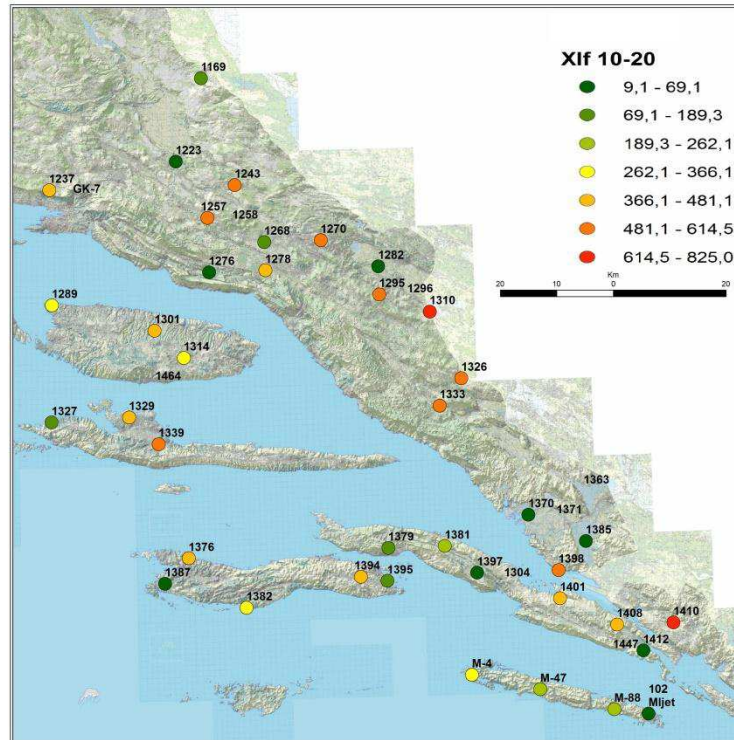 Xlf 10-20
9,1 - 69,1
69,1 - 189,3
189,3 - 262,1
262,1 - 366,1
366,1 - 481,1
481,1 - 614,5
614,5 - 825,0
Km
20 10 0 20
1169
1223
1237
GK-7
1243
1257 1258
1268
1270
1276
1278
1282
1295 1296
1310
1289
1301
1314
1464
1326
1333
1327
1329
1339
1363
1370
1371
1385
1376
1379
1381
1387
1394
1395
1397
1304
1398
1382
1401
1408
1410
1447 1412
M-4
M-47
M-88
102
Mljet